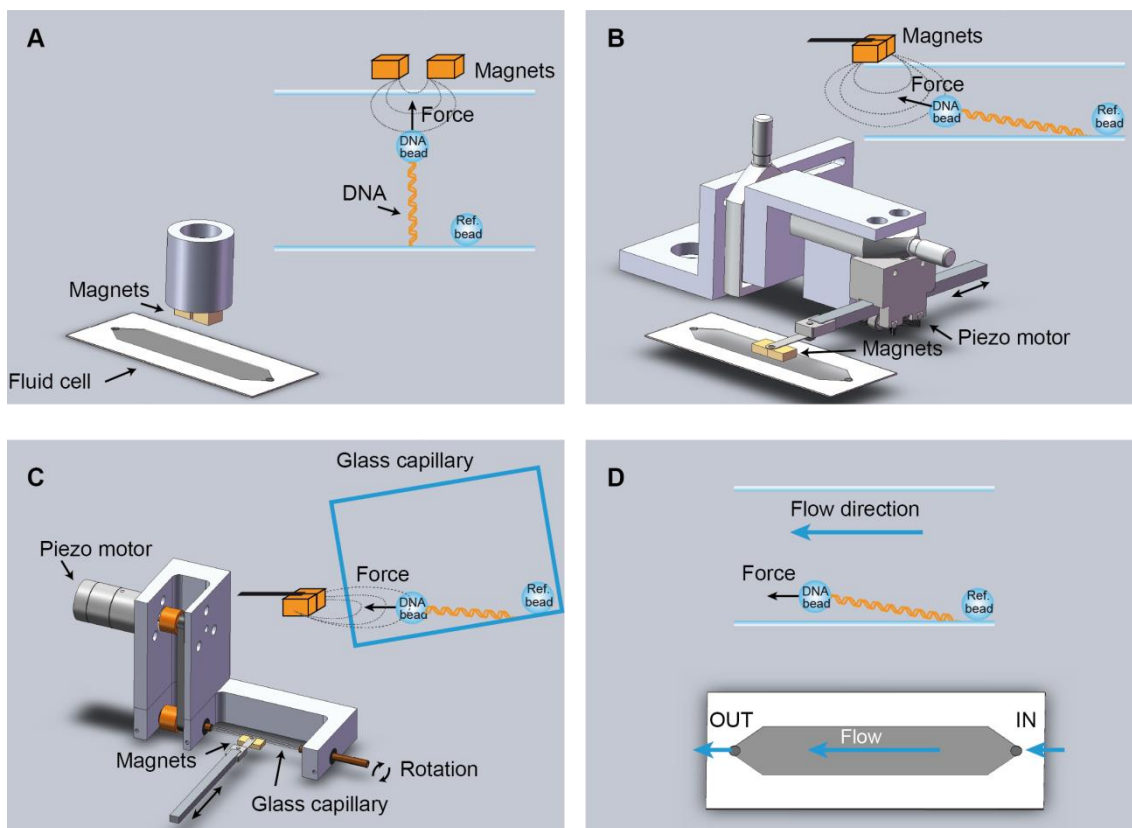 A
Magnets
Force
DNA
bead
DNA
Ref.
bead
Magnets
Fluid cell
B
Magnets
Force
DNA
bead
Ref.
bead
Piezo motor
Magnets
C
Glass capillary
Piezo motor
Force
DNA
bead
Ref.
bead
Magnets
Rotation
Glass capillary
D
Flow direction
Force
DNA
bead
Ref.
bead
OUT
IN
Flow